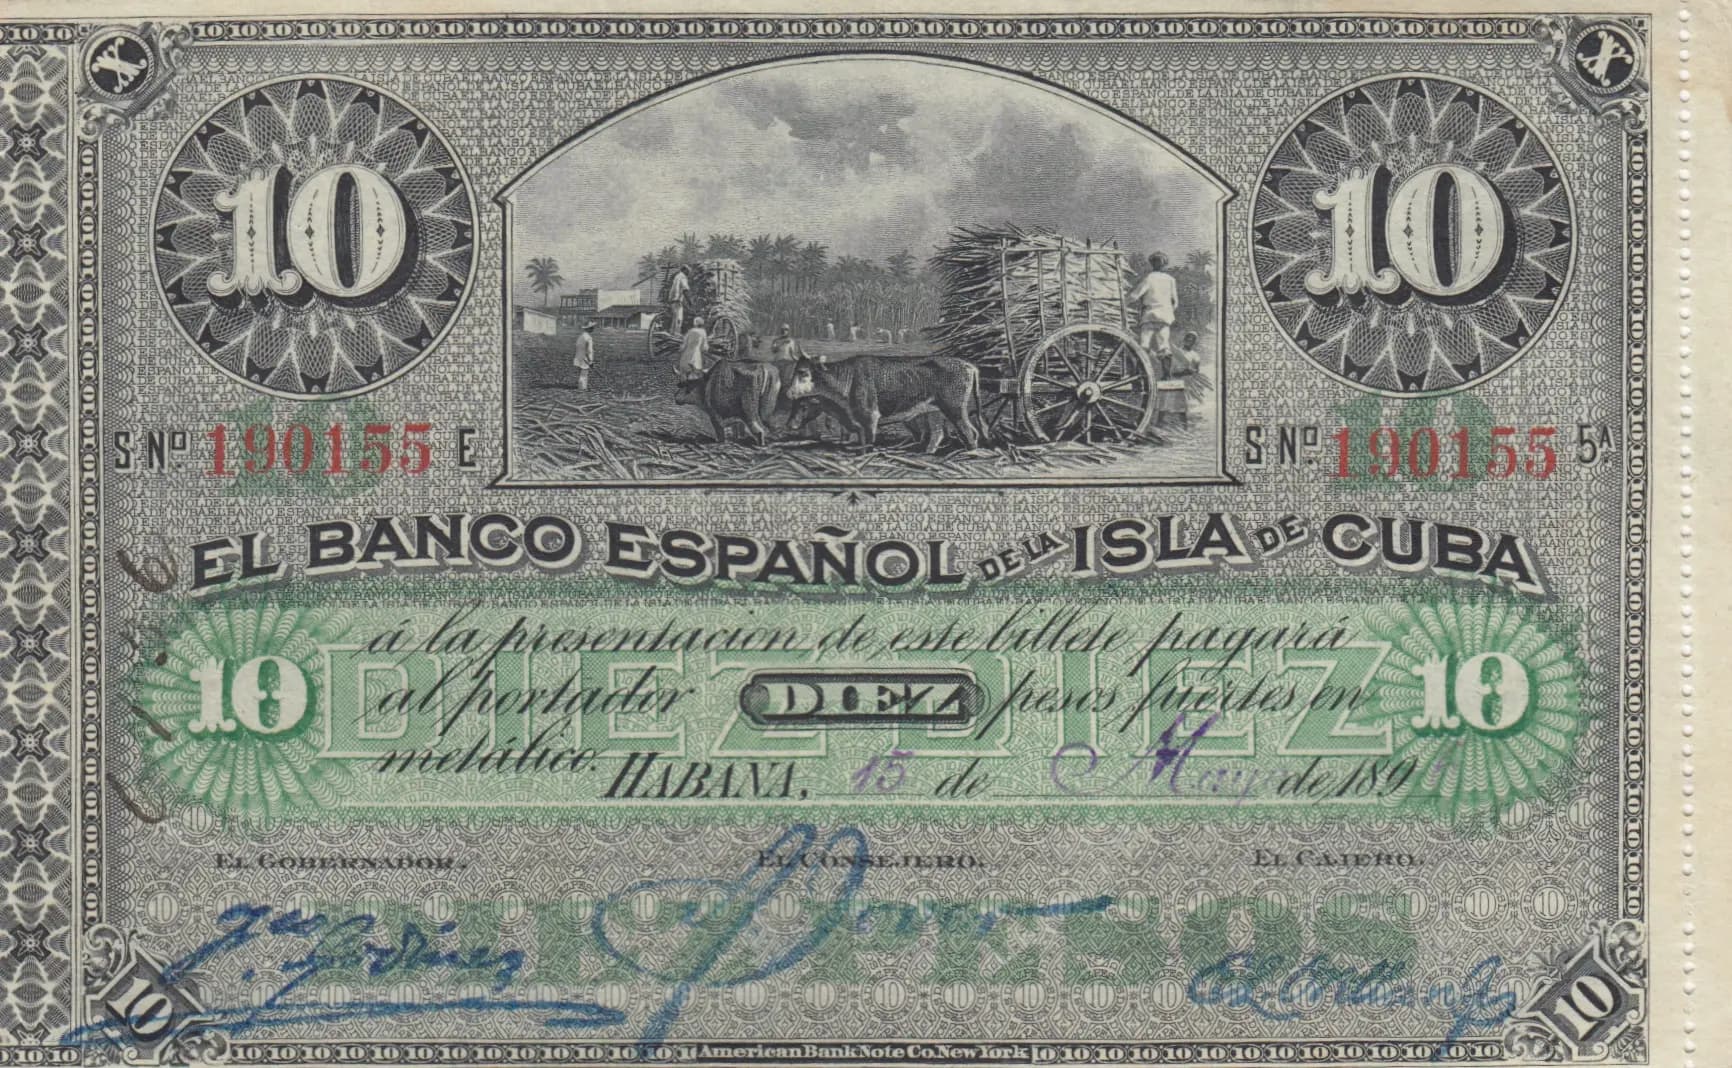 X X
10 10
S Nº 190155 E
S Nº 190155 5ᴬ
EL BANCO ESPAÑOL DE LA ISLA DE CUBA
á la presentacion de este billete pagará
10 al portador DIEZ pesos fuertes en 10
DIEZ DIEZ
metálico. HABANA, 15 de Mayo de 189
EL GOBERNADOR. EL CONSEJERO. EL CAJERO.
DIEZ PESOS
10 10
American Bank Note Co. New York